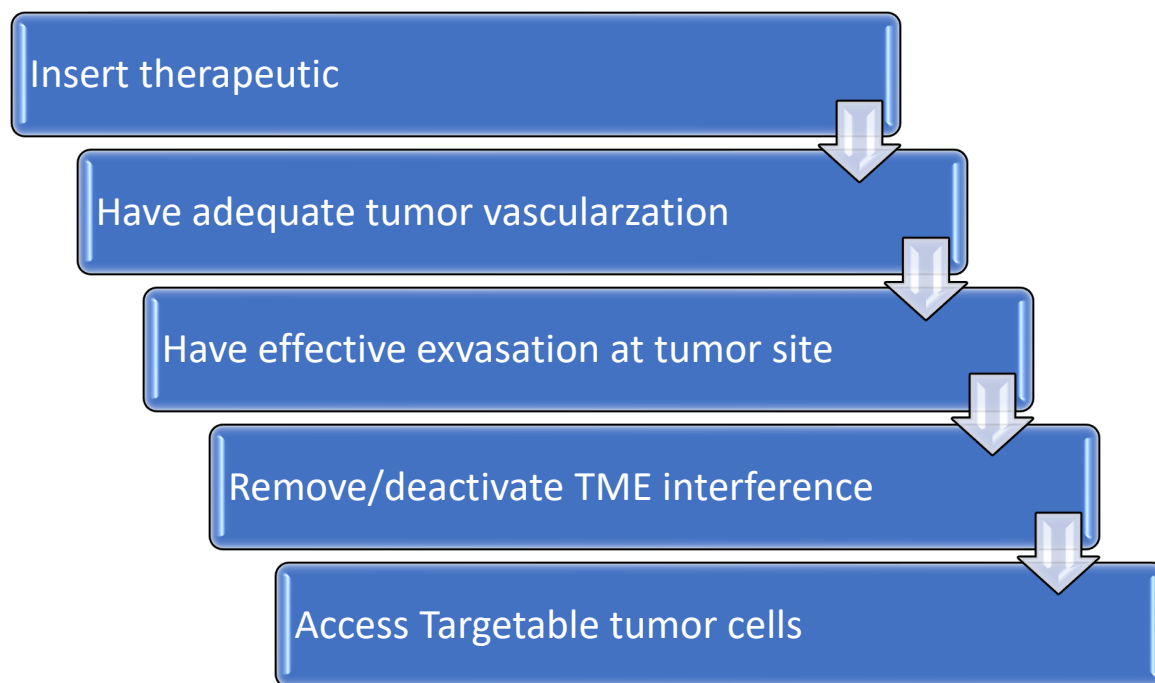 Insert therapeutic
Have adequate tumor vascularzation
Have effective exvasation at tumor site
Remove/deactivate TME interference
Access Targetable tumor cells